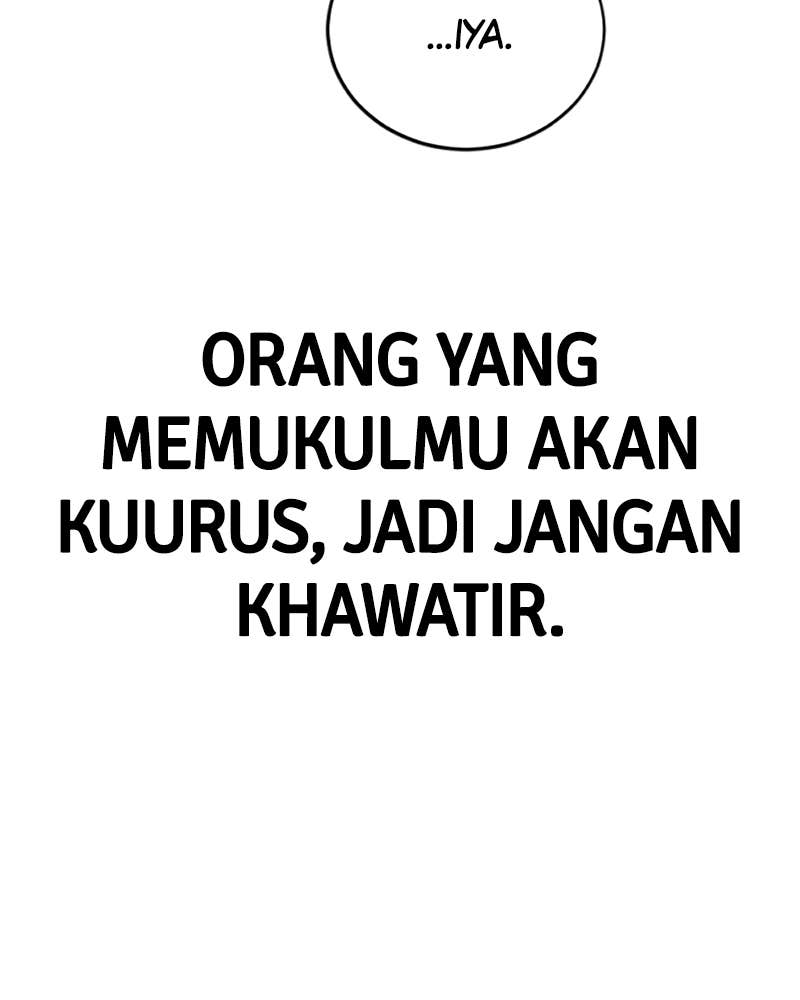 ...IYA.
ORANG YANG
MEMUKULMU AKAN
KUURUS, JADI JANGAN
KHAWATIR.